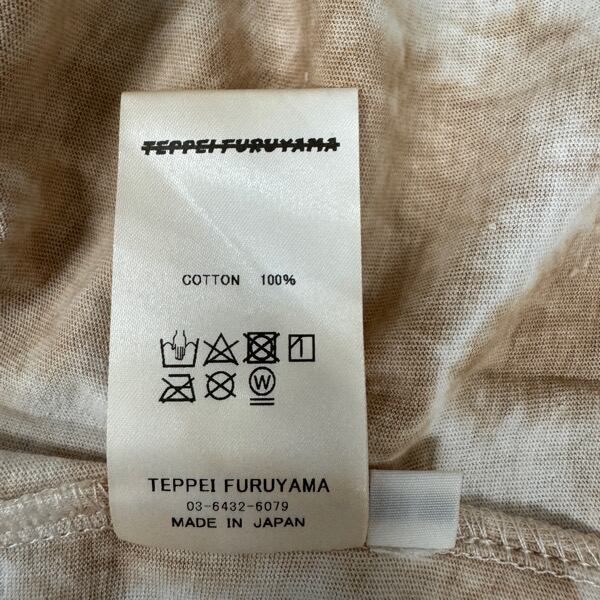 TEPPEI FURUYAMA
COTTON 100%
W
TEPPEI FURUYAMA
03-6432-6079
MADE IN JAPAN